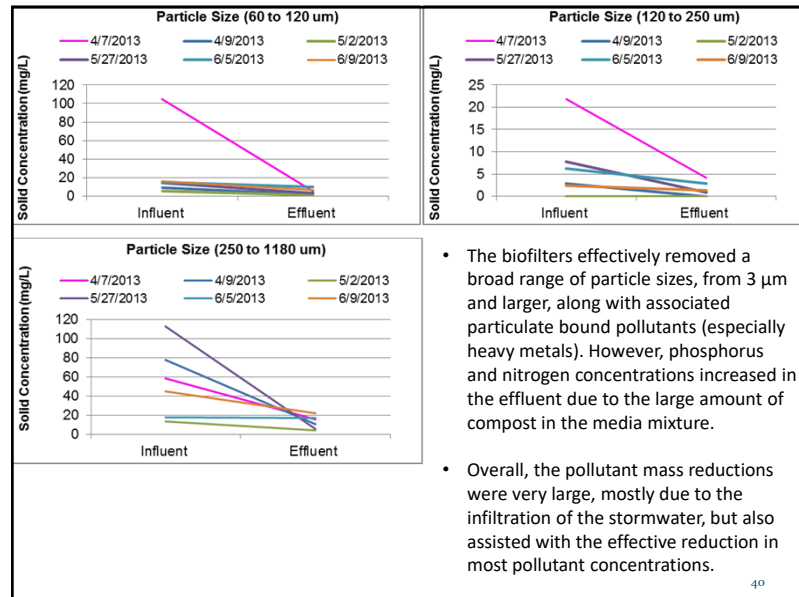 Particle Size (60 to 120 um)
4/7/2013 4/9/2013 5/2/2013
5/27/2013 6/5/2013 6/9/2013
Solid Concentration (mg/L)
120
100
80
60
40
20
0
Influent Effluent
Particle Size (120 to 250 um)
4/7/2013 4/9/2013 5/2/2013
5/27/2013 6/5/2013 6/9/2013
Solid Concentration (mg/L)
25
20
15
10
5
0
Influent Effluent
Particle Size (250 to 1180 um)
4/7/2013 4/9/2013 5/2/2013
5/27/2013 6/5/2013 6/9/2013
Solid Concentration (mg/L)
120
100
80
60
40
20
0
Influent Effluent
• The biofilters effectively removed a
broad range of particle sizes, from 3 µm
and larger, along with associated
particulate bound pollutants (especially
heavy metals). However, phosphorus
and nitrogen concentrations increased in
the effluent due to the large amount of
compost in the media mixture.
• Overall, the pollutant mass reductions
were very large, mostly due to the
infiltration of the stormwater, but also
assisted with the effective reduction in
most pollutant concentrations.
40